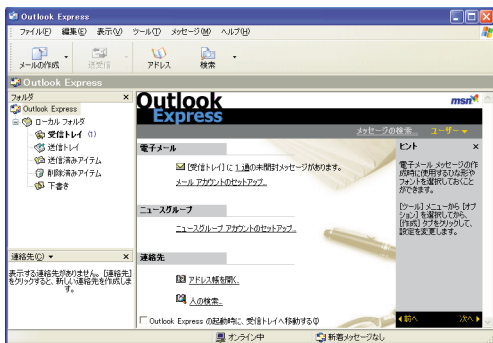 Outlook Express
ファイル(F) 編集(E) 表示(V) ツール(T) メッセージ(M) ヘルプ(H)
メールの作成 送受信 アドレス 検索
Outlook Express
フォルダ ×
Outlook Express
ローカル フォルダ
受信トレイ (1)
送信トレイ
送信済みアイテム
削除済みアイテム
下書き
連絡先(C) ×
表示する連絡先がありません。[連絡先]
をクリックすると、新しい連絡先を作成しま
す。
Outlook
Express
msn
メッセージの検索... ユーザー
電子メール
[受信トレイ] に 1 通の未開封メッセージがあります。
メール アカウントのセットアップ...
ニュースグループ
ニュースグループ アカウントのセットアップ...
連絡先
アドレス帳を開く...
人の検索...
Outlook Express の起動時に、受信トレイへ移動する(I)
ヒント ×
電子メール メッセージの作
成時に使用するひな形や
フォントを選択しておくこと
ができます。
[ツール] メニューから [オプ
ション] を選択してから、
[作成] タブをクリックして、
設定を変更します。
前へ 次へ
オンライン中 新着メッセージなし